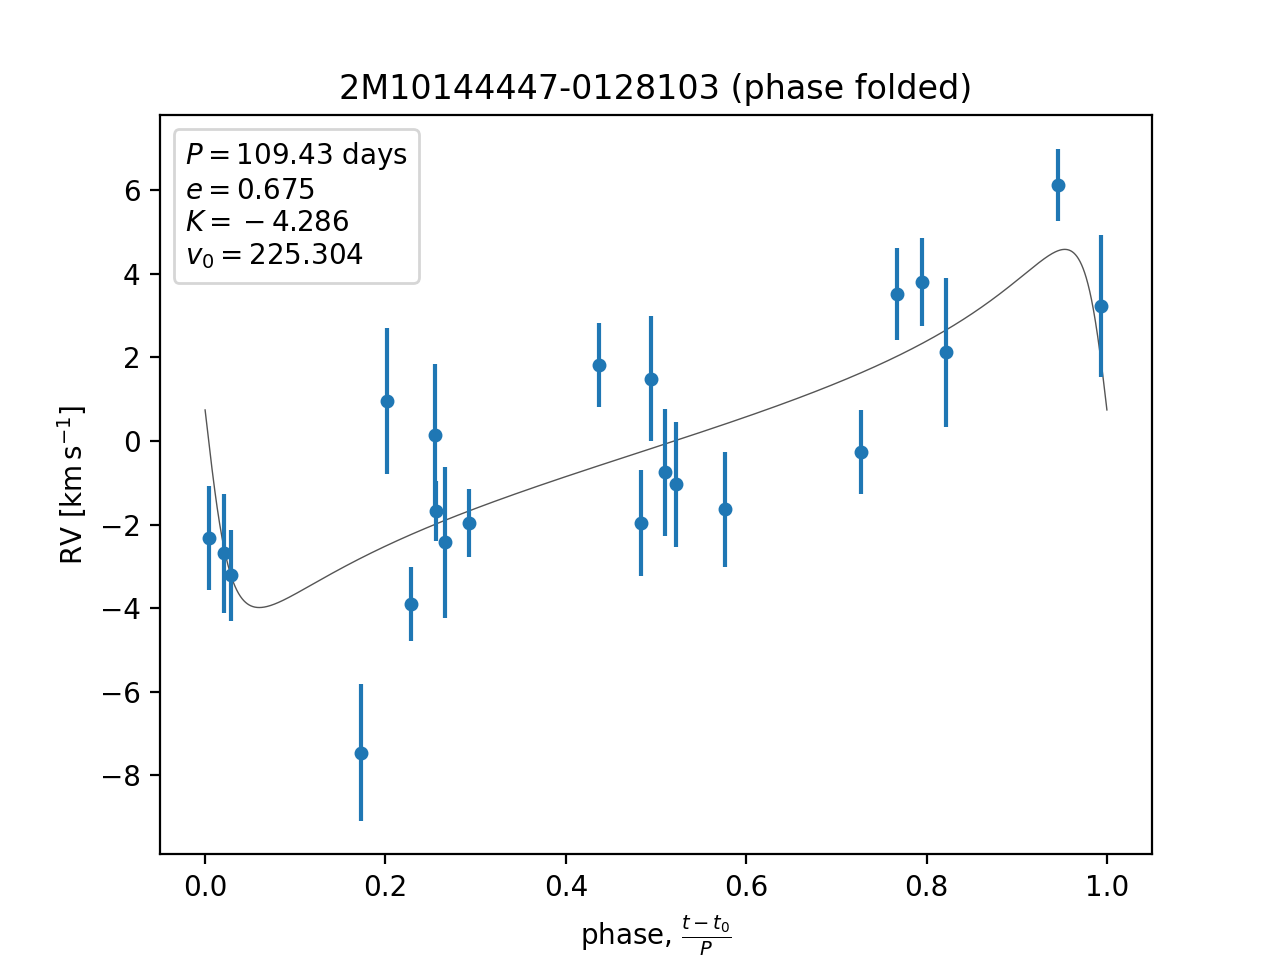 2M10144447-0128103 (phase folded)
P = 109.43 days
e = 0.675
K = −4.286
v₀ = 225.304
6
4
2
0
−2
−4
−6
−8
RV [km s⁻¹]
0.0 0.2 0.4 0.6 0.8 1.0
phase, (t − t₀)/P